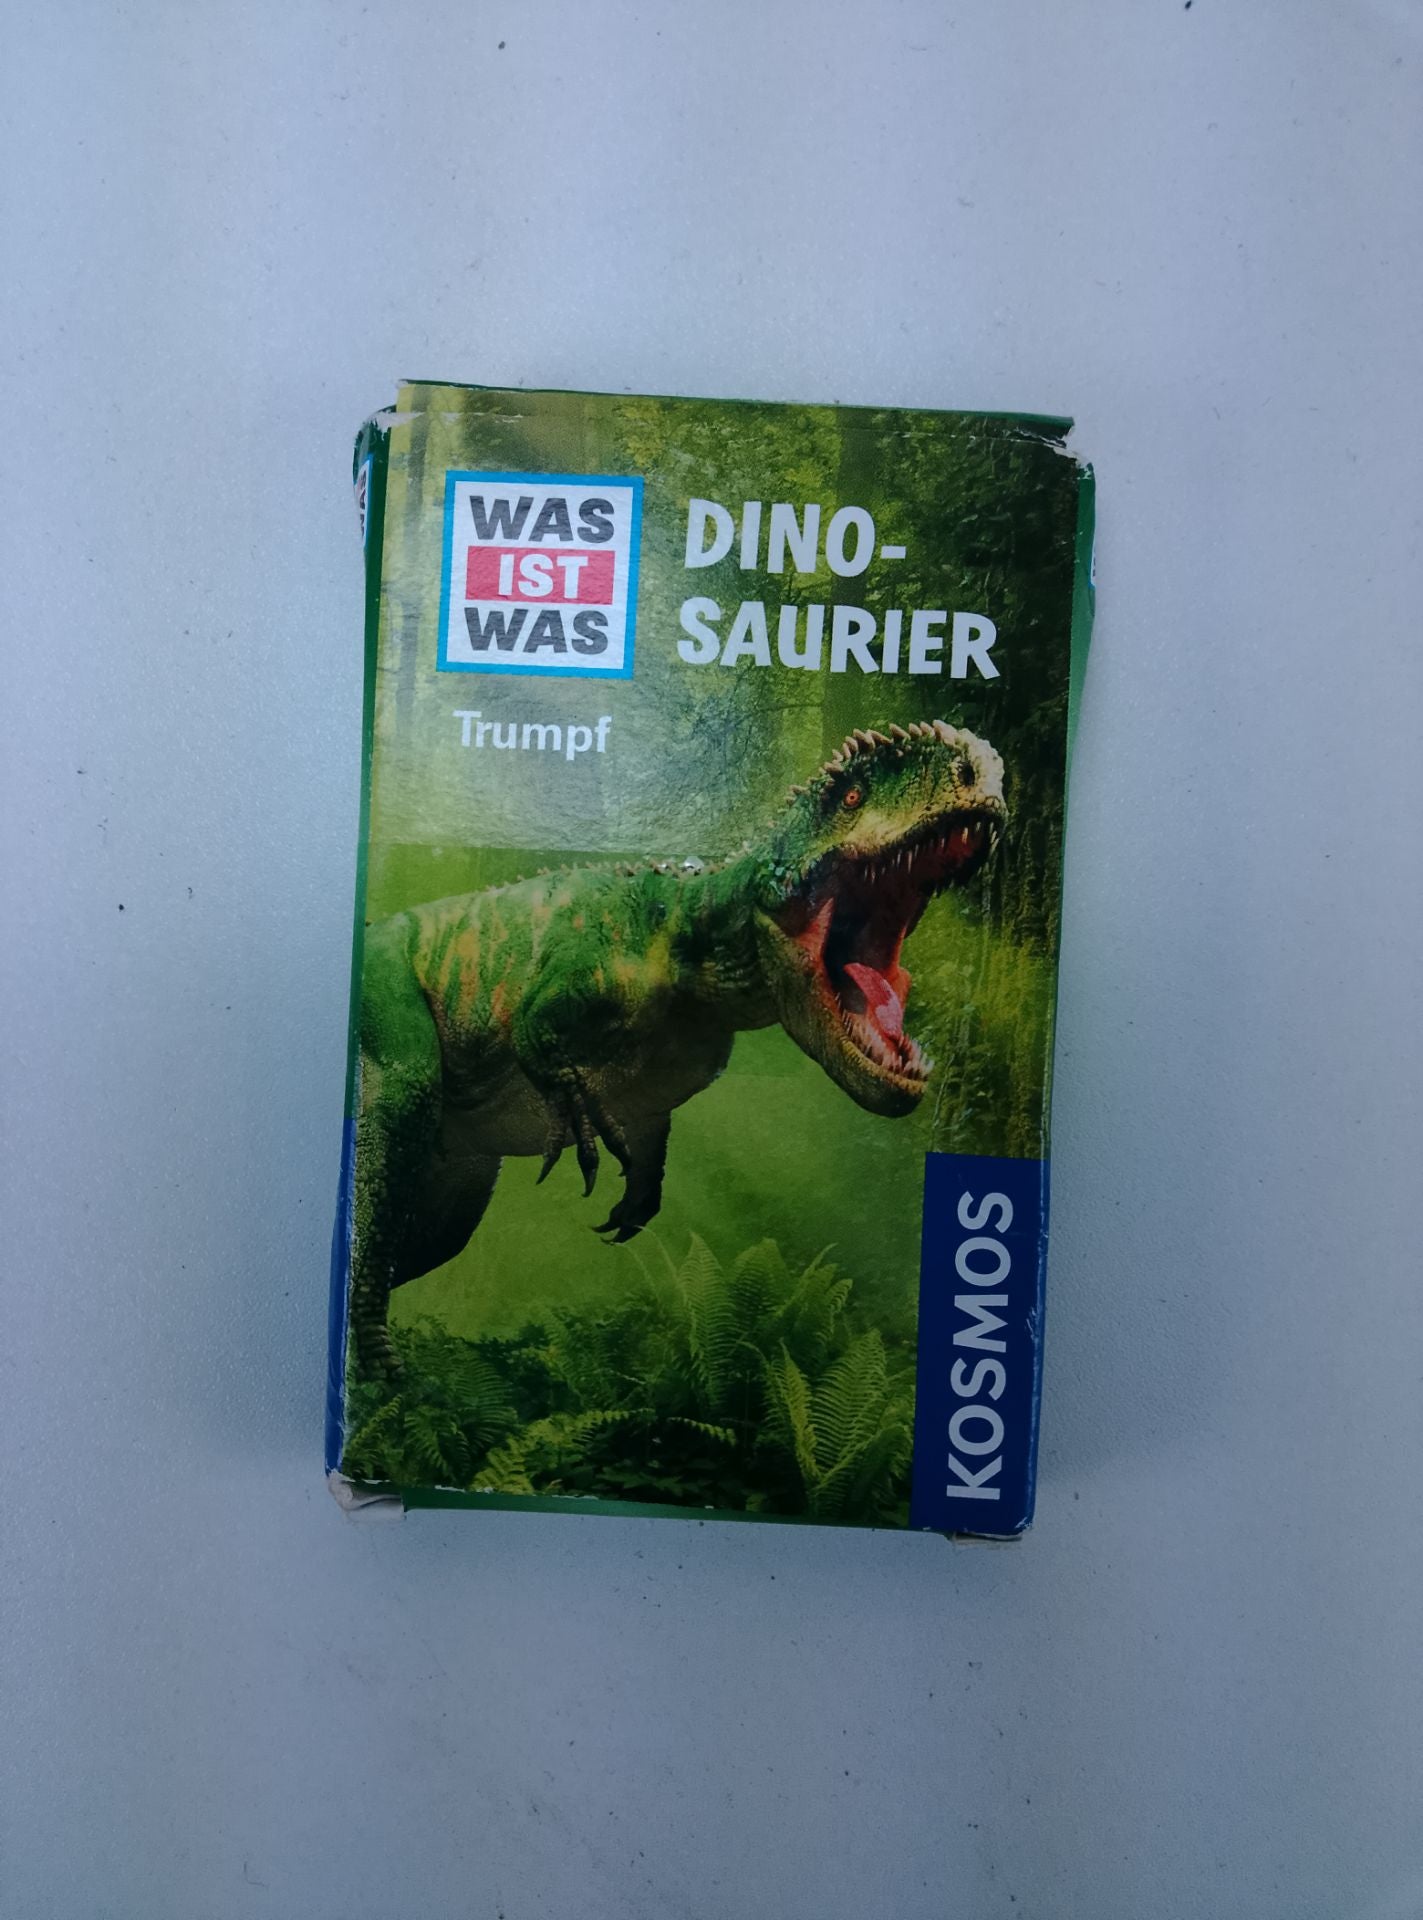 WAS
IST
WAS
DINO-
SAURIER
Trumpf
KOSMOS